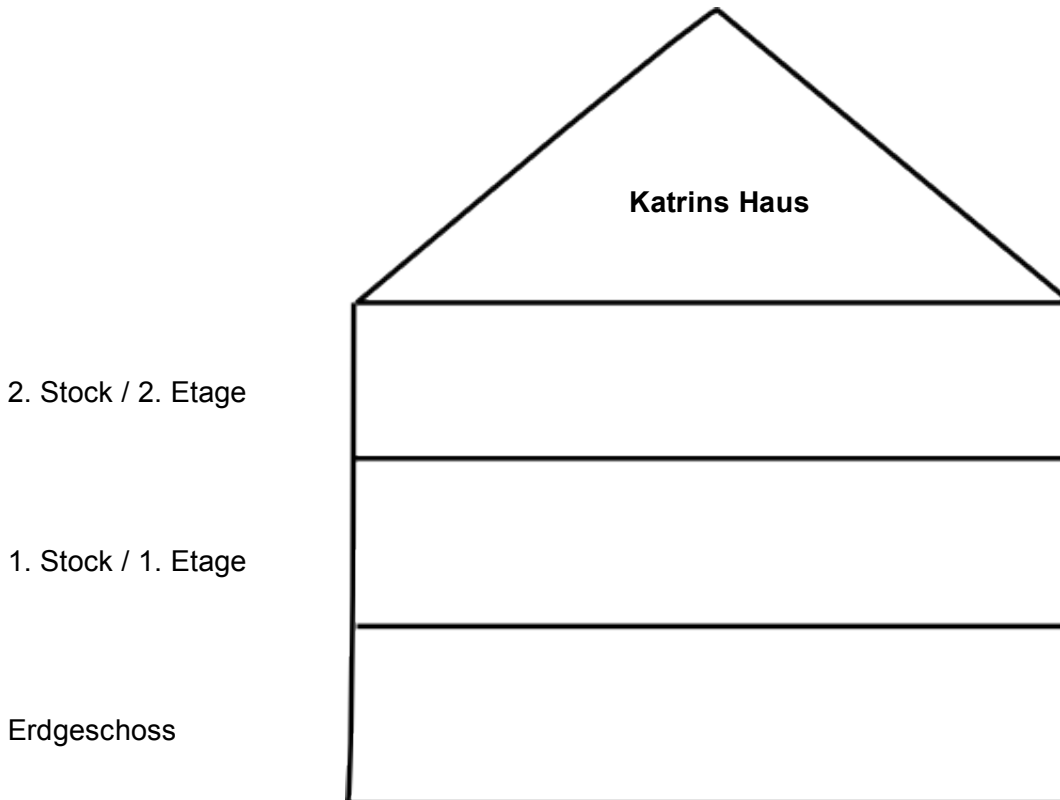 Katrins Haus
2. Stock / 2. Etage
1. Stock / 1. Etage
Erdgeschoss